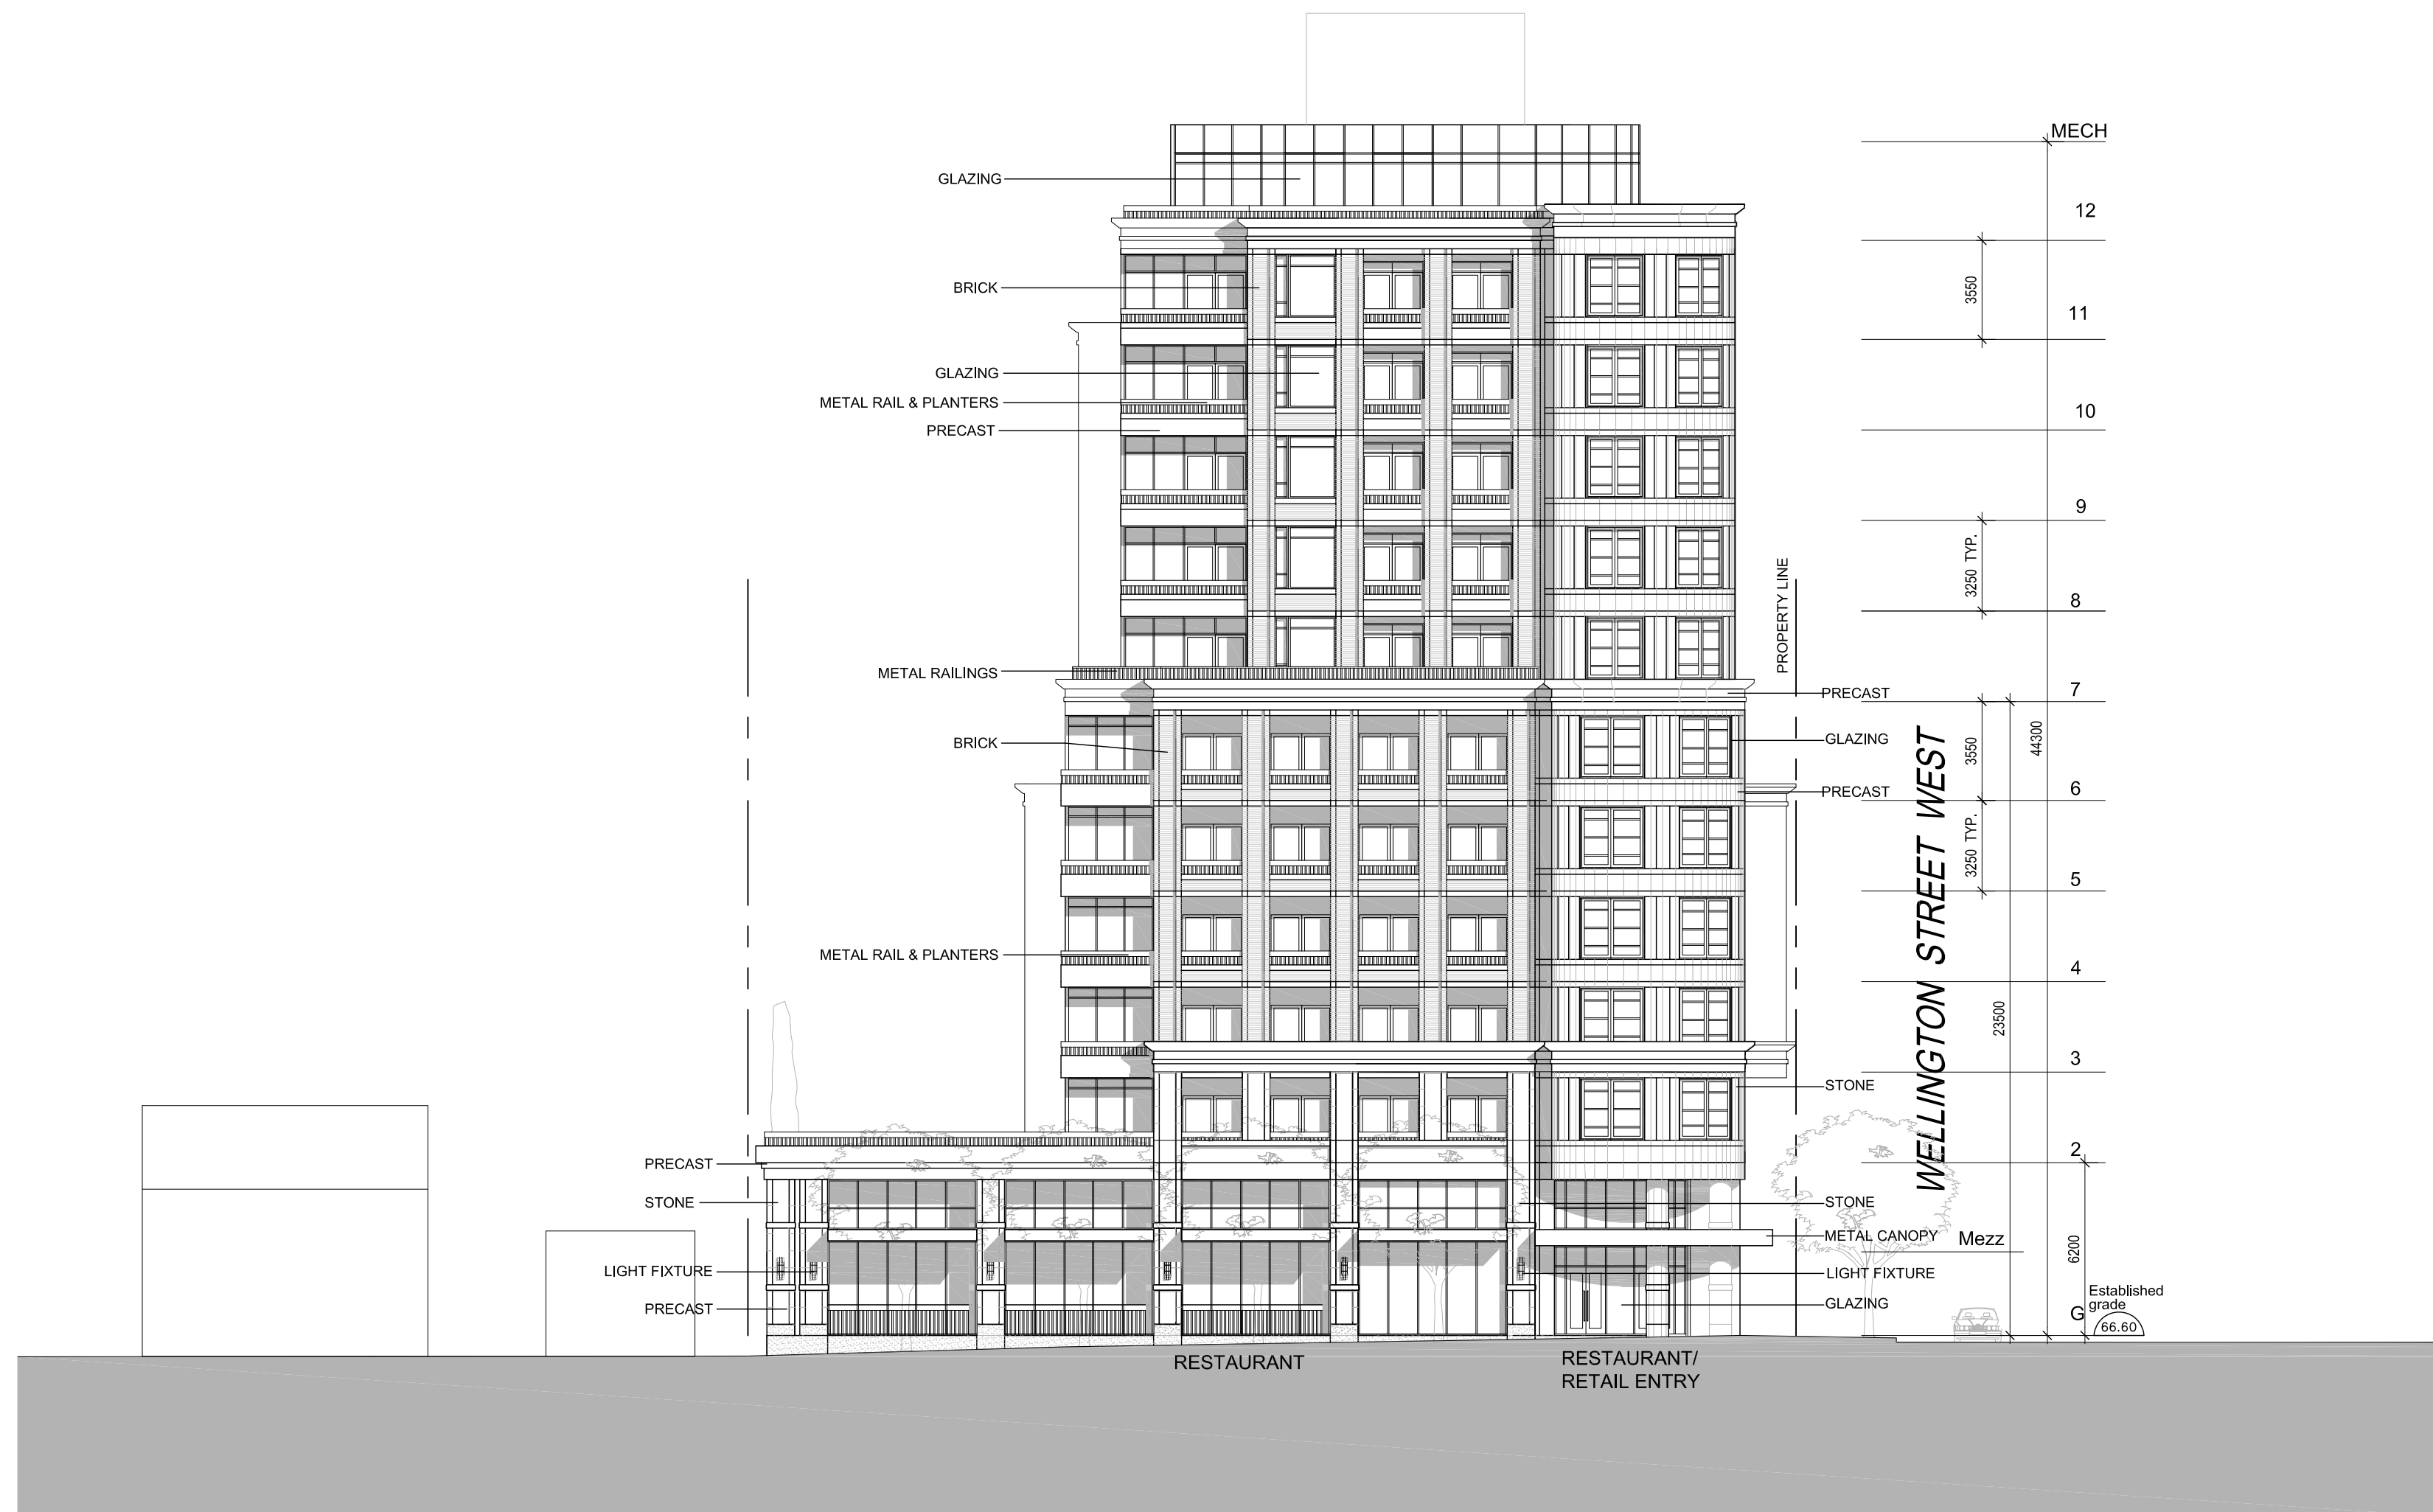 MECH
GLAZING
12
BRICK
3550
11
GLAZING
METAL RAIL & PLANTERS
10
PRECAST
9
3250 TYP.
PROPERTY LINE
8
METAL RAILINGS
7
PRECAST
BRICK
GLAZING
3550
44300
WELLINGTON STREET WEST
6
PRECAST
3250 TYP.
5
METAL RAIL & PLANTERS
4
23500
3
STONE
2
PRECAST
STONE
STONE
METAL CANOPY
Mezz
6200
LIGHT FIXTURE
LIGHT FIXTURE
Established
grade
PRECAST
GLAZING
G
66.60
RESTAURANT
RESTAURANT/
RETAIL ENTRY